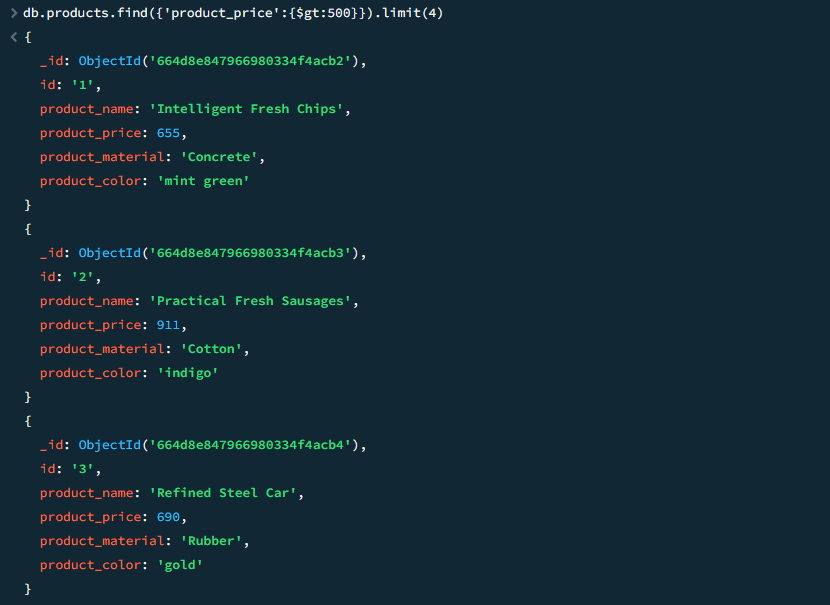 > db.products.find({'product_price':{$gt:500}}).limit(4)
< {
_id: ObjectId('664d8e847966980334f4acb2'),
id: '1',
product_name: 'Intelligent Fresh Chips',
product_price: 655,
product_material: 'Concrete',
product_color: 'mint green'
}
{
_id: ObjectId('664d8e847966980334f4acb3'),
id: '2',
product_name: 'Practical Fresh Sausages',
product_price: 911,
product_material: 'Cotton',
product_color: 'indigo'
}
{
_id: ObjectId('664d8e847966980334f4acb4'),
id: '3',
product_name: 'Refined Steel Car',
product_price: 690,
product_material: 'Rubber',
product_color: 'gold'
}